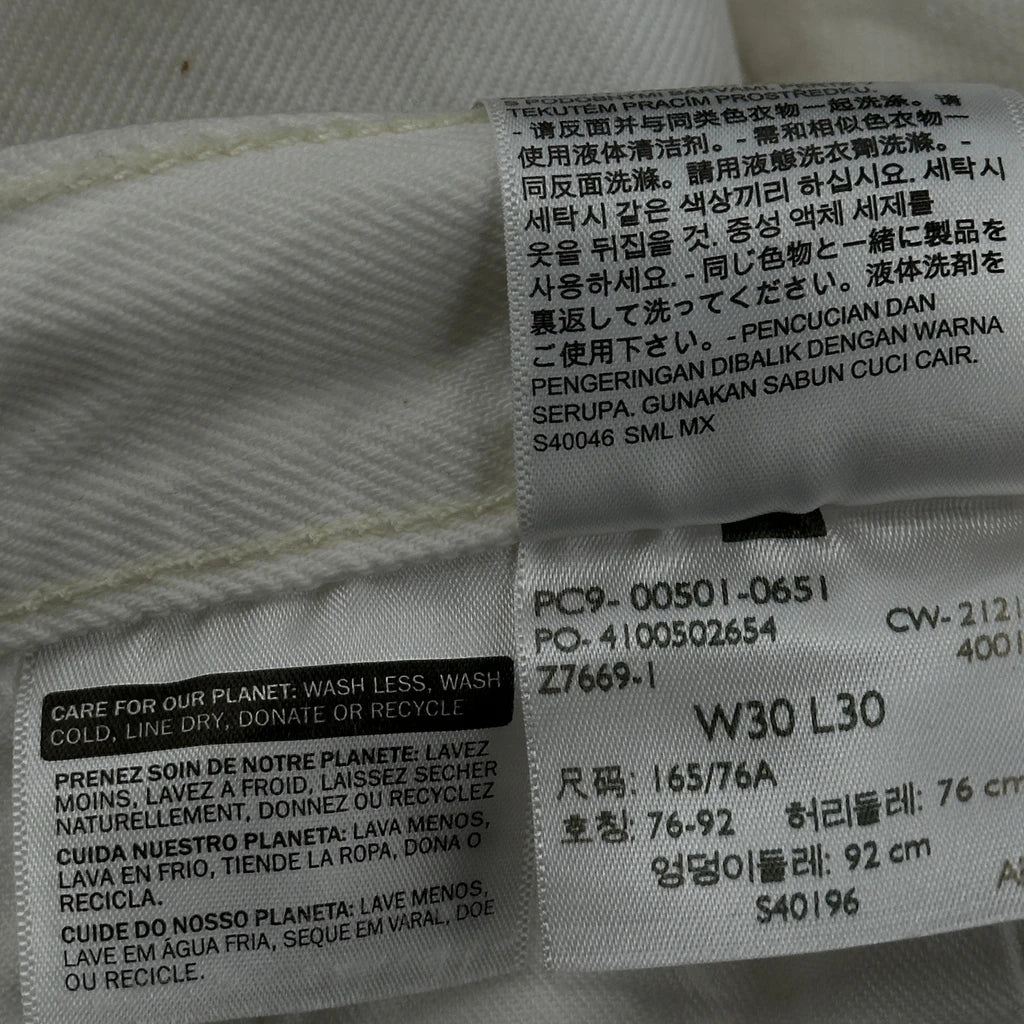 TEKUTÉM PRACÍM PROSTŘEDKU.
- 请反面并与同类色衣物一起洗涤。请
使用液体清洁剂。- 需和相似色衣物一
同反面洗滌。請用液態洗衣劑洗滌。-
세탁시 같은 색상끼리 하십시요. 세탁시
옷을 뒤집을 것. 중성 액체 세제를
사용하세요. - 同じ色物と一緒に製品を
裏返して洗ってください。液体洗剤を
ご使用下さい。- PENCUCIAN DAN
PENGERINGAN DIBALIK DENGAN WARNA
SERUPA. GUNAKAN SABUN CUCI CAIR.
S40046 SML MX
PC9- 00501-0651
PO- 4100502654
CW- 2121
Z7669-1
4001
W30 L30
尺码: 165/76A
호칭: 76-92 허리둘레: 76 cm
엉덩이둘레: 92 cm
S40196
CARE FOR OUR PLANET: WASH LESS, WASH
COLD, LINE DRY, DONATE OR RECYCLE
PRENEZ SOIN DE NOTRE PLANETE: LAVEZ
MOINS, LAVEZ A FROID, LAISSEZ SECHER
NATURELLEMENT, DONNEZ OU RECYCLEZ
CUIDA NUESTRO PLANETA: LAVA MENOS,
LAVA EN FRIO, TIENDE LA ROPA, DONA O
RECICLA.
CUIDE DO NOSSO PLANETA: LAVE MENOS,
LAVE EM ÁGUA FRIA, SEQUE EM VARAL, DOE
OU RECICLE.